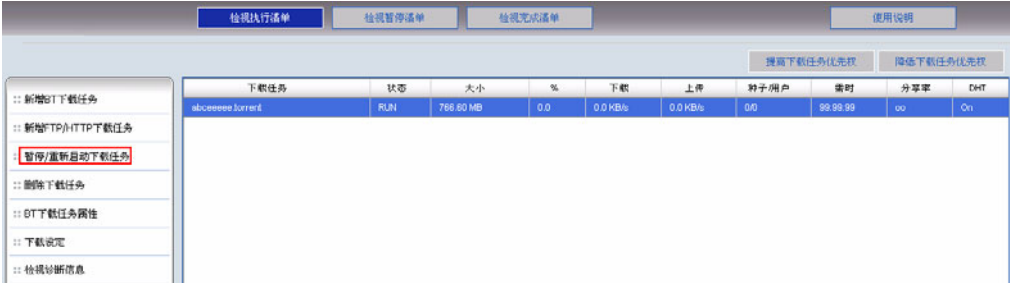 检视执行清单 检视暂停清单 检视完成清单 使用说明
提高下载任务优先权 降低下载任务优先权
下载任务 状态 大小 % 下载 上传 种子/用户 需时 分享率 DHT
abceeeee.torrent RUN 766.60 MB 0.0 0.0 KB/s 0.0 KB/s 0/0 99:99:99 oo On
:: 新增BT下载任务
:: 新增FTP/HTTP下载任务
:: 暂停/重新启动下载任务
:: 删除下载任务
:: BT下载任务属性
:: 下载设定
:: 检视诊断信息